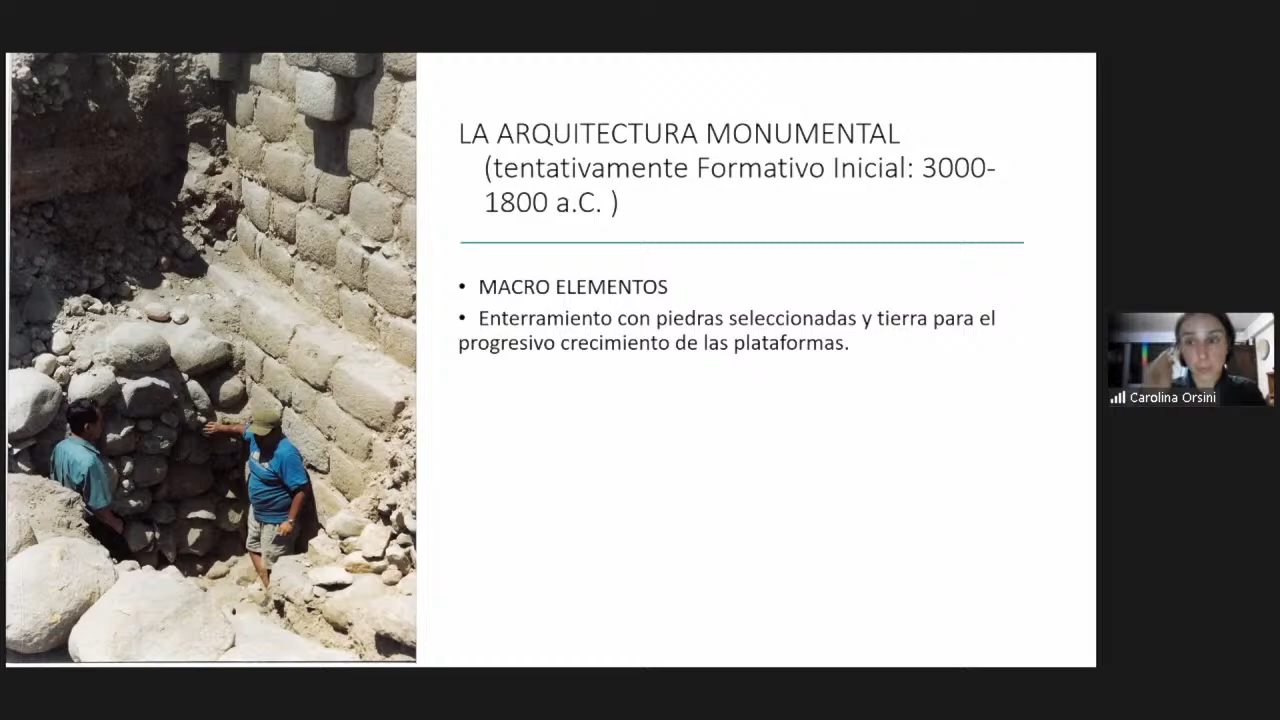 LA ARQUITECTURA MONUMENTAL
(tentativamente Formativo Inicial: 3000-
1800 a.C. )
• MACRO ELEMENTOS
• Enterramiento con piedras seleccionadas y tierra para el
progresivo crecimiento de las plataformas.
Carolina Orsini